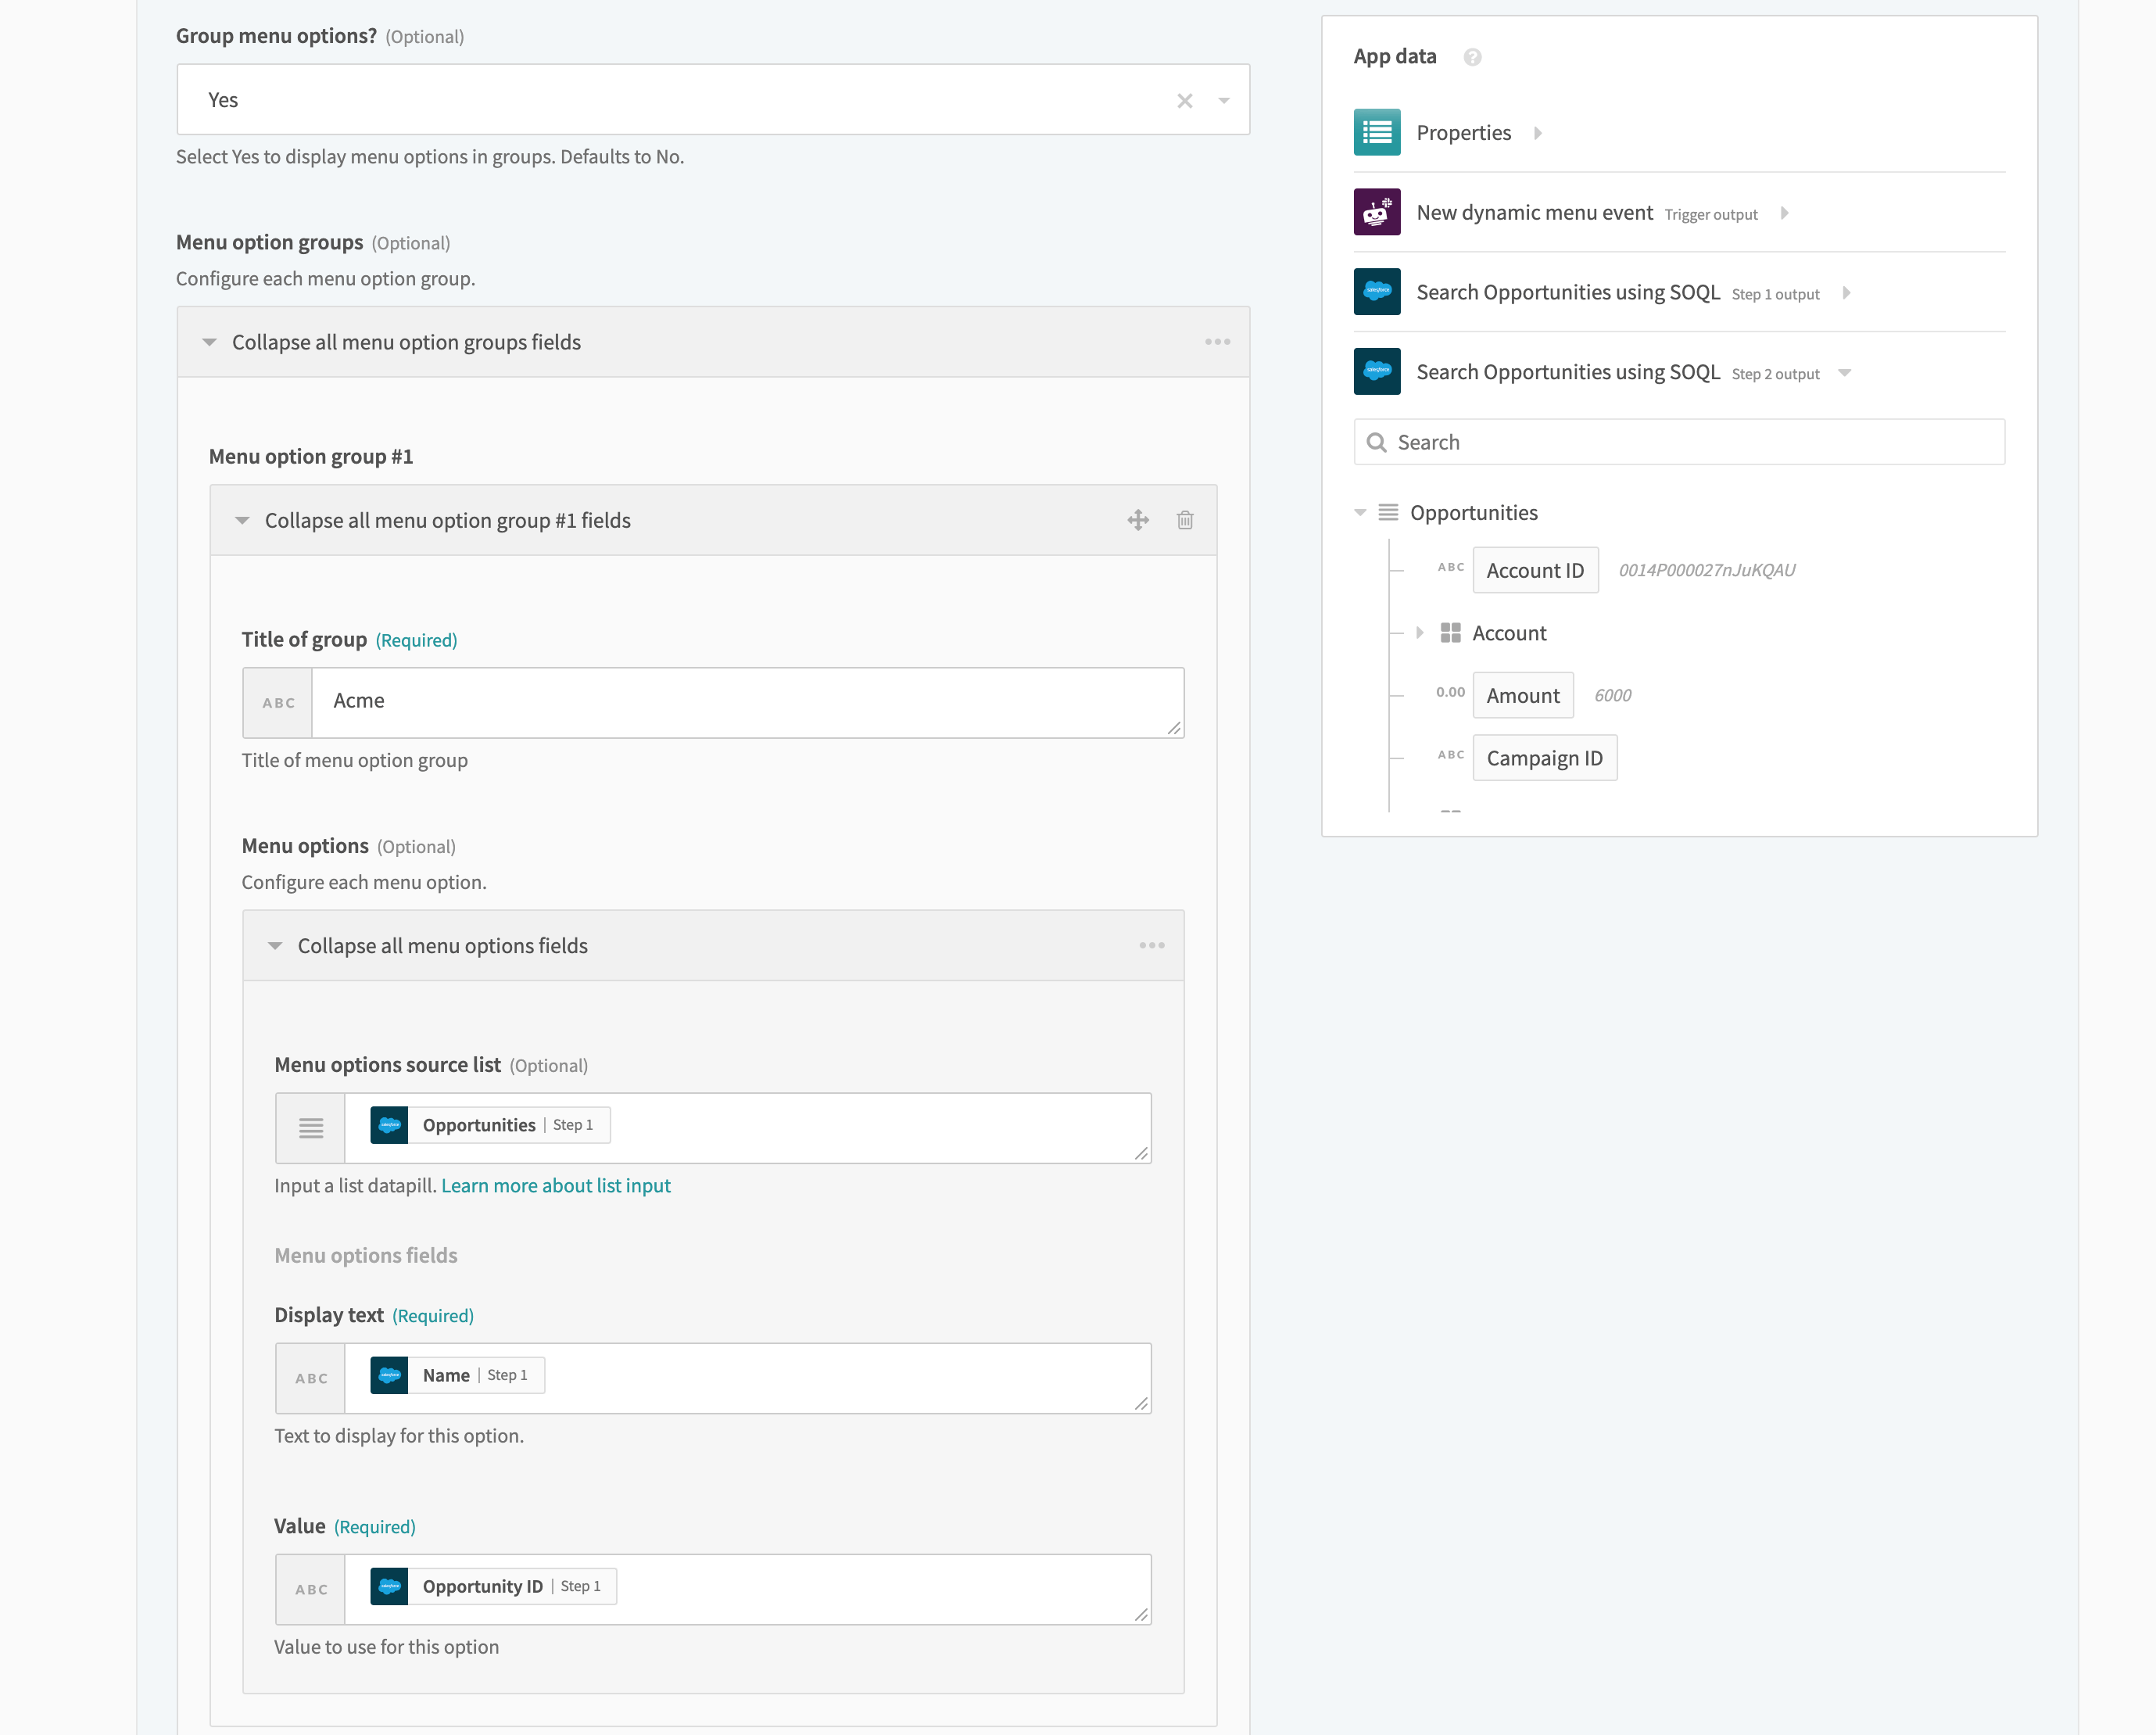 Group menu options? (Optional)
Yes
Select Yes to display menu options in groups. Defaults to No.
Menu option groups (Optional)
Configure each menu option group.
Collapse all menu option groups fields
Menu option group #1
Collapse all menu option group #1 fields
Title of group (Required)
ABC Acme
Title of menu option group
Menu options (Optional)
Configure each menu option.
Collapse all menu options fields
Menu options source list (Optional)
Opportunities | Step 1
Input a list datapill. Learn more about list input
Menu options fields
Display text (Required)
ABC Name | Step 1
Text to display for this option.
Value (Required)
ABC Opportunity ID | Step 1
Value to use for this option
App data ?
Properties
New dynamic menu event Trigger output
Search Opportunities using SOQL Step 1 output
Search Opportunities using SOQL Step 2 output
Search
Opportunities
ABC Account ID 0014P000027nJuKQAU
Account
0.00 Amount 6000
ABC Campaign ID